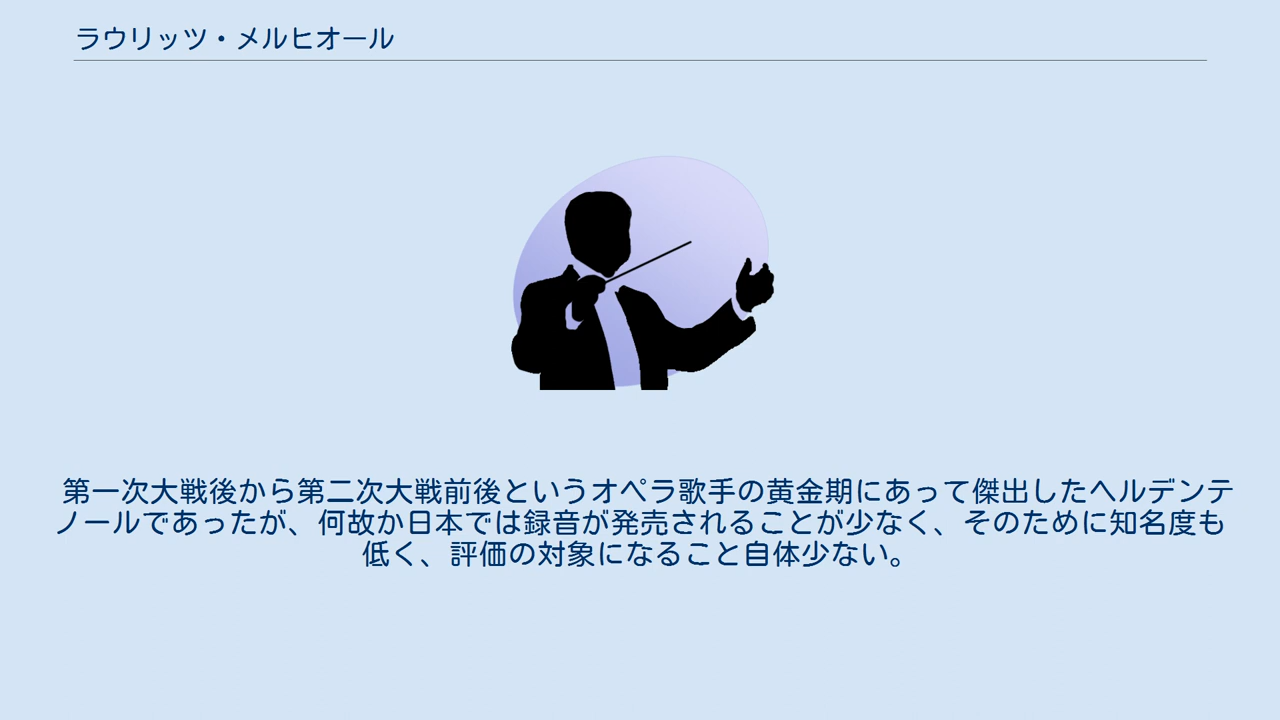 ラウリッツ・メルヒオール
第一次大戦後から第二次大戦前後というオペラ歌手の黄金期にあって傑出したヘルデンテ
ノールであったが、何故か日本では録音が発売されることが少なく、そのために知名度も
低く、評価の対象になること自体少ない。